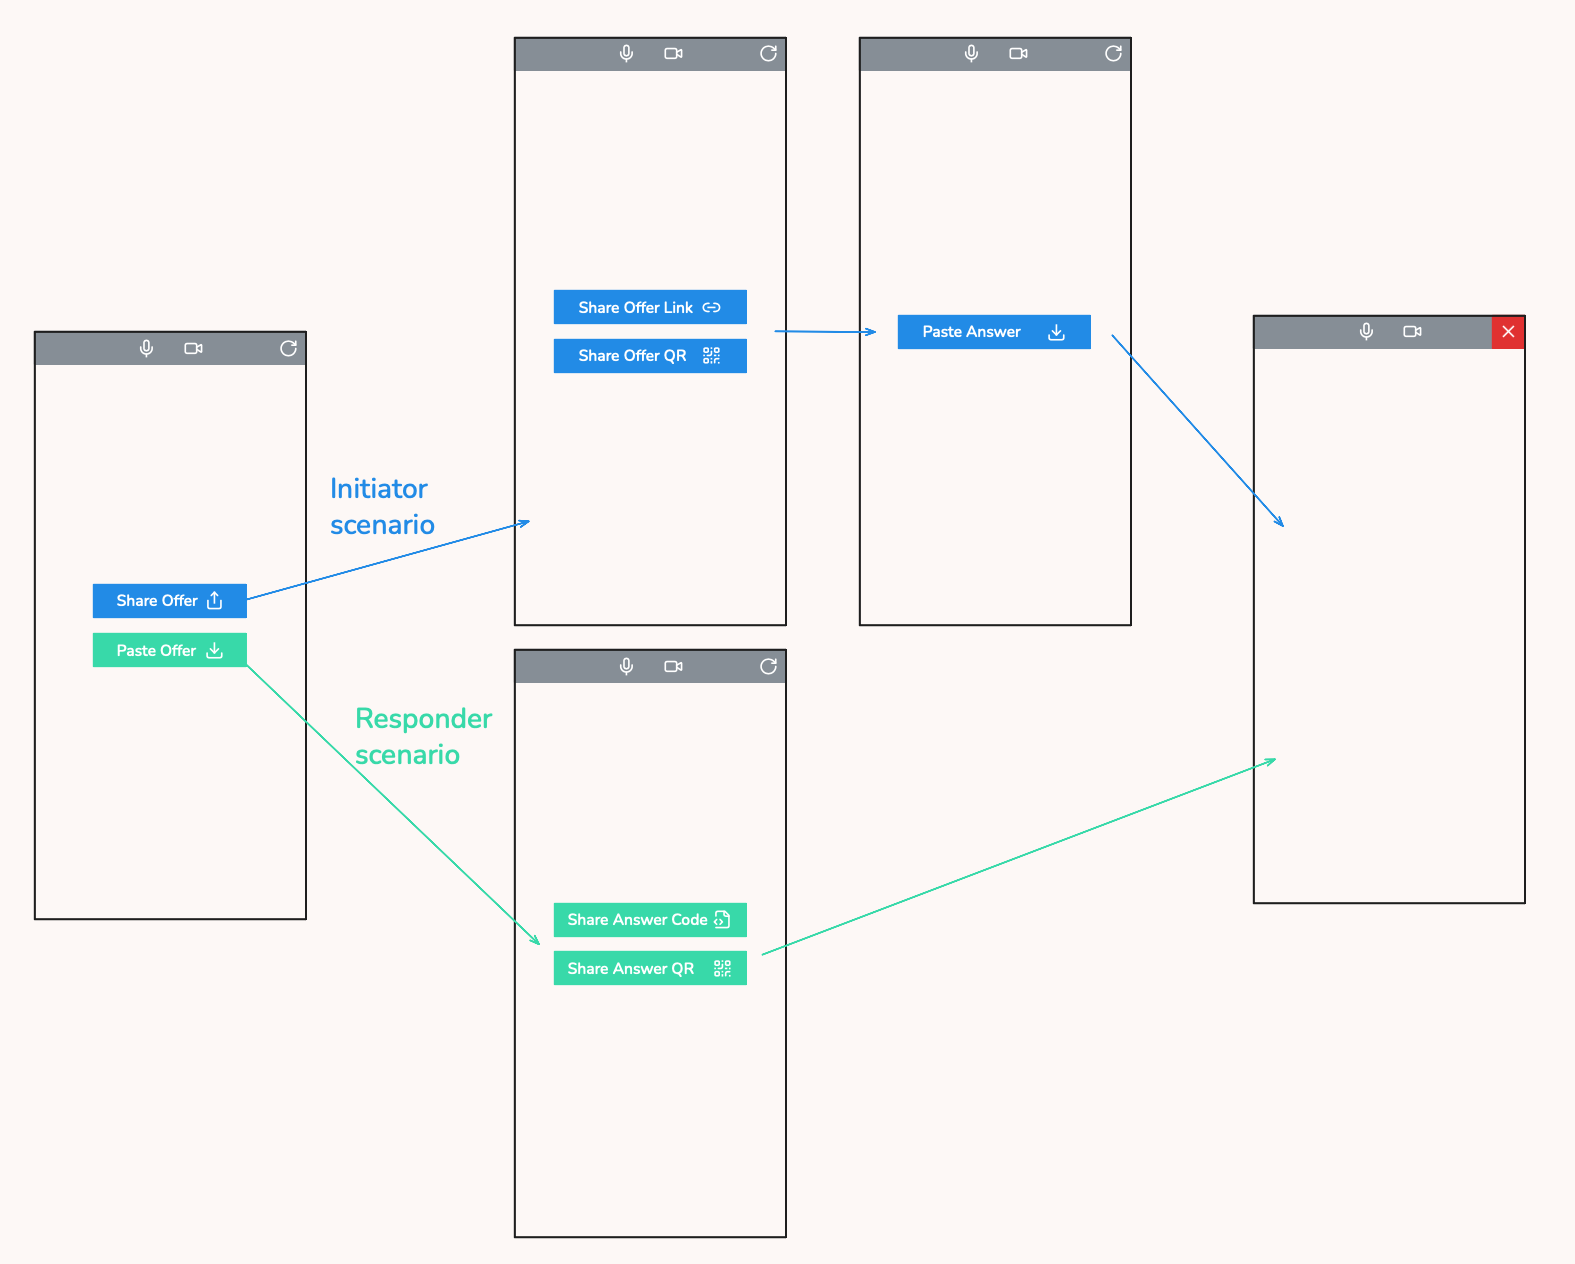 Share Offer
Paste Offer
Initiator
scenario
Responder
scenario
Share Offer Link
Share Offer QR
Paste Answer
Share Answer Code
Share Answer QR